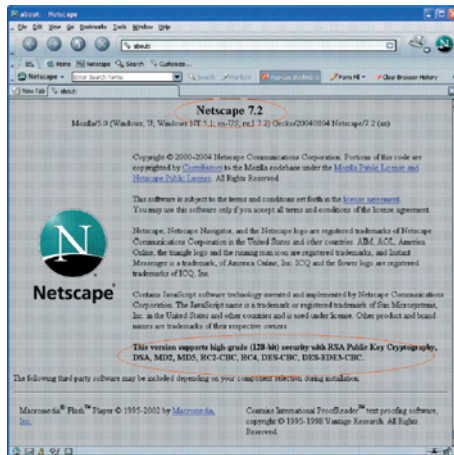 about: - Netscape
File Edit View Go Bookmarks Tools Window Help
about:
Home My Netscape Search Customize...
Netscape Enter Search Terms Search Highlight Pop-Ups Blocked: 0 Form Fill Clear Browser History
New Tab about:
Netscape 7.2
Mozilla/5.0 (Windows; U; Windows NT 5.1; en-US; rv:1.7.2) Gecko/20040804 Netscape/7.2 (ax)
Copyright © 2000-2004 Netscape Communications Corporation. Portions of this code are
copyrighted by Contributors to the Mozilla codebase under the Mozilla Public License and
Netscape Public License. All Rights Reserved.
This software is subject to the terms and conditions set forth in the license agreement.
You may use this software only if you accept all terms and conditions of the license agreement.
Netscape, Netscape Navigator, and the Netscape logo are registered trademarks of Netscape
Communications Corporation in the United States and other countries. AIM, AOL, America
Online, the triangle logo and the running man icon are registered trademarks, and Instant
Messenger is a trademark, of America Online, Inc. ICQ and the flower logo are registered
trademarks of ICQ, Inc.
N
Netscape®
Contains JavaScript software technology invented and implemented by Netscape Communications
Corporation. The JavaScript name is a trademark or registered trademark of Sun Microsystems,
Inc. in the United States and other countries and is used under license. Other product and brand
names are trademarks of their respective owners.
This version supports high-grade (128-bit) security with RSA Public Key Cryptography,
DSA, MD2, MD5, RC2-CBC, RC4, DES-CBC, DES-EDE3-CBC.
The following third party software may be included depending on your component selection during installation.
Macromedia® Flash™ Player © 1995-2002 by Macromedia,
Inc.
Contains International ProofReader™ text proofing software,
copyright © 1995-1998 Vantage Research. All Rights
Reserved.